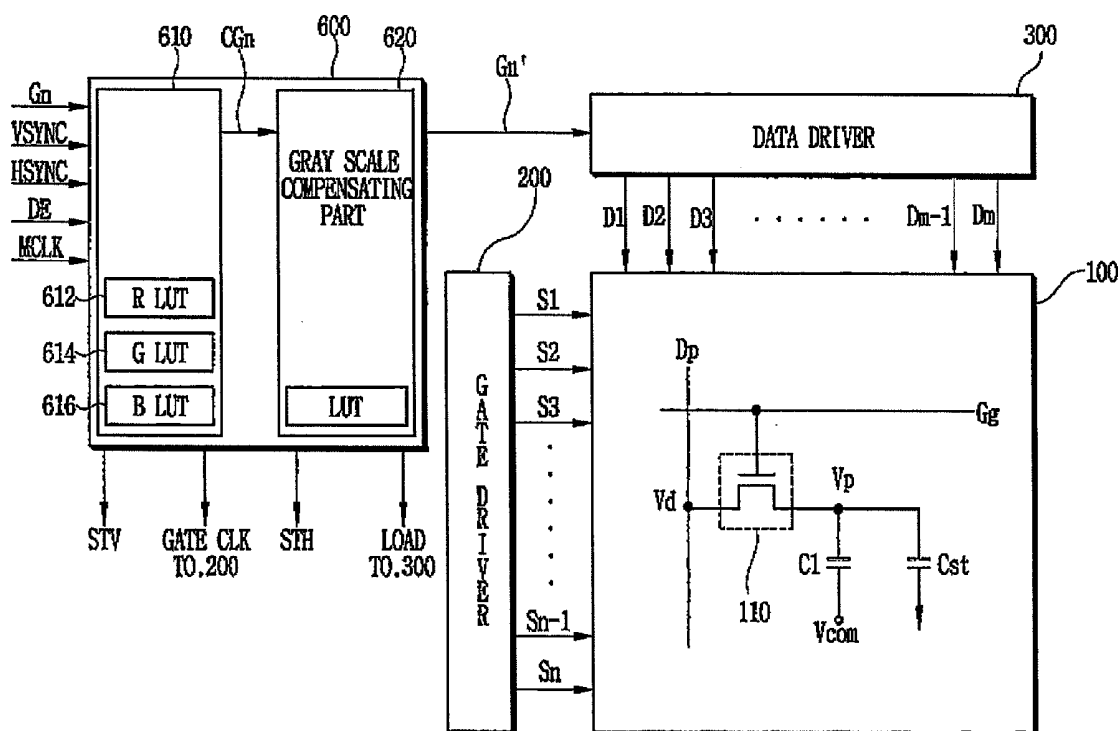 610
CGn
600
620
Gn'
300
Gn
VSYNC
HSYNC
DE
MCLK
GRAY SCALE
COMPENSATING
PART
DATA DRIVER
200
D1
D2
D3
Dm-1
Dm
100
612
R LUT
614
G LUT
616
B LUT
LUT
S1
S2
S3
Sn-1
Sn
GATE DRIVER
Dp
Gg
Vd
Vp
110
Cl
Cst
Vcom
STV
GATE CLK
TO.200
STH
LOAD
TO.300